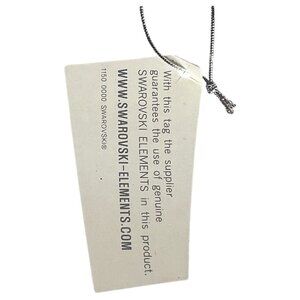 With this tag the supplier
guarantees the use of genuine
SWAROVSKI ELEMENTS in this product.
WWW.SWAROVSKI-ELEMENTS.COM
1150 0000 SWAROVSKI®